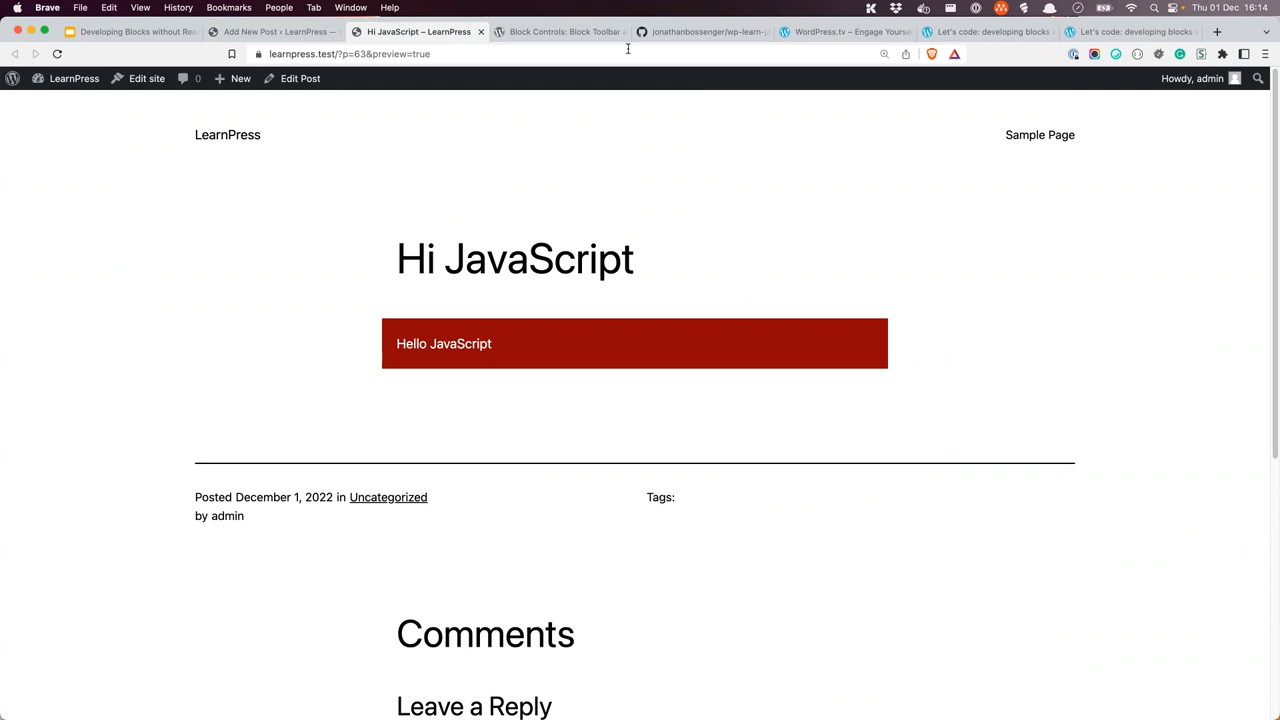 Brave File Edit View History Bookmarks People Tab Window Help Thu 01 Dec 16:14
Developing Blocks without Rea
Add New Post ‹ LearnPress —
Hi JavaScript – LearnPress
Block Controls: Block Toolbar a
jonathanbossenger/wp-learn-j
WordPress.tv – Engage Yoursel
Let's code: developing blocks
Let's code: developing blocks
learnpress.test/?p=63&preview=true
LearnPress Edit site 0 New Edit Post Howdy, admin
LearnPress Sample Page
Hi JavaScript
Hello JavaScript
Posted December 1, 2022 in Uncategorized Tags:
by admin
Comments
Leave a Reply